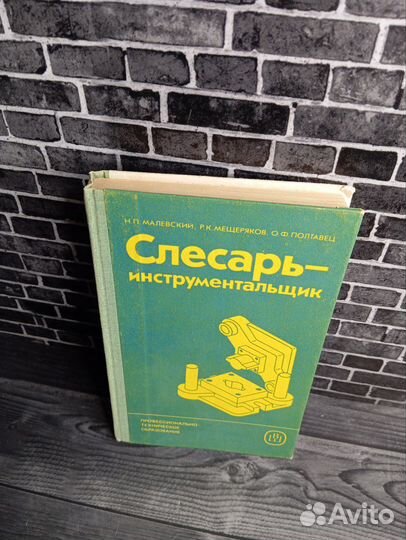 Н.П. МАЛЕВСКИЙ, Р.К. МЕЩЕРЯКОВ, О.Ф. ПОЛТАВЕЦ
Слесарь–
инструментальщик
ПРОФЕССИОНАЛЬНО-
ТЕХНИЧЕСКОЕ
ОБРАЗОВАНИЕ
Avito